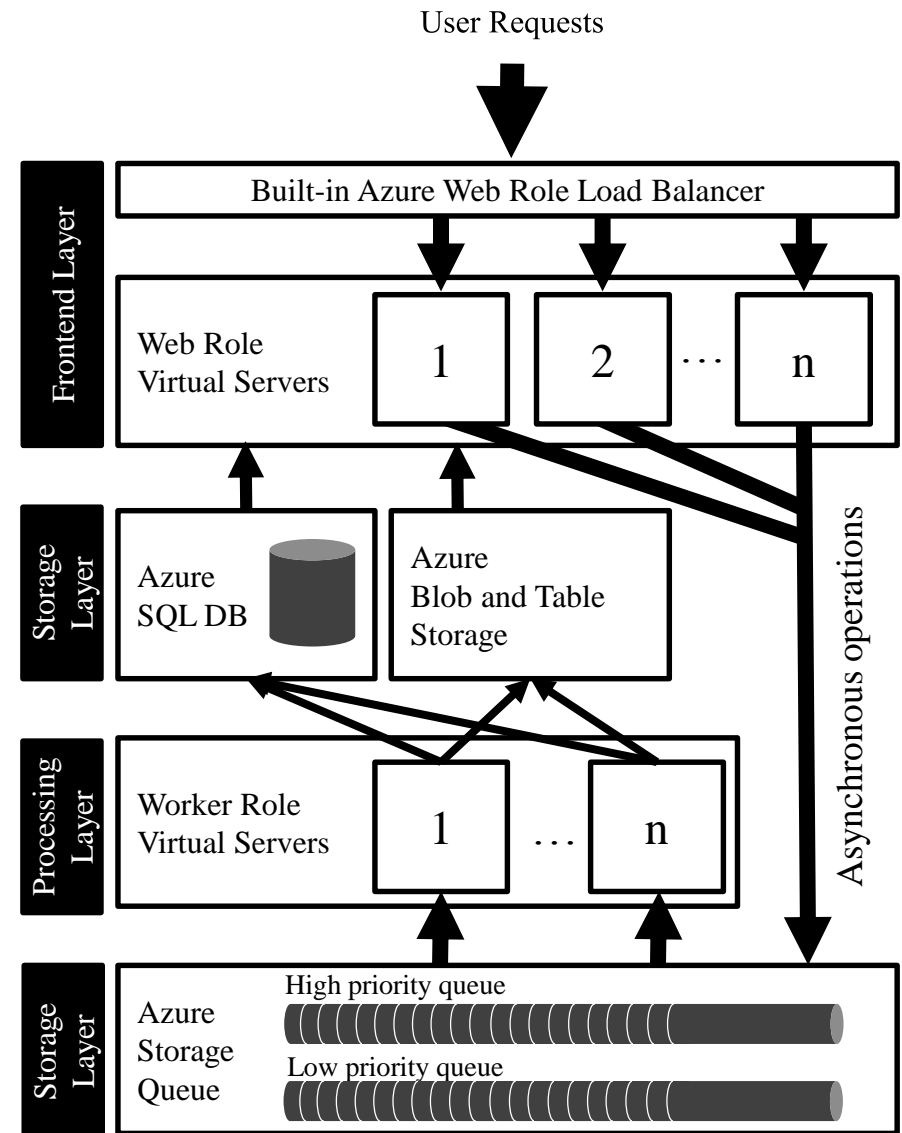 User Requests
Frontend Layer
Built-in Azure Web Role Load Balancer
Web Role
Virtual Servers
1
2
...
n
Storage
Layer
Azure
SQL DB
Azure
Blob and Table
Storage
Asynchronous operations
Processing
Layer
Worker Role
Virtual Servers
1
...
n
Storage
Layer
Azure
Storage
Queue
High priority queue
Low priority queue